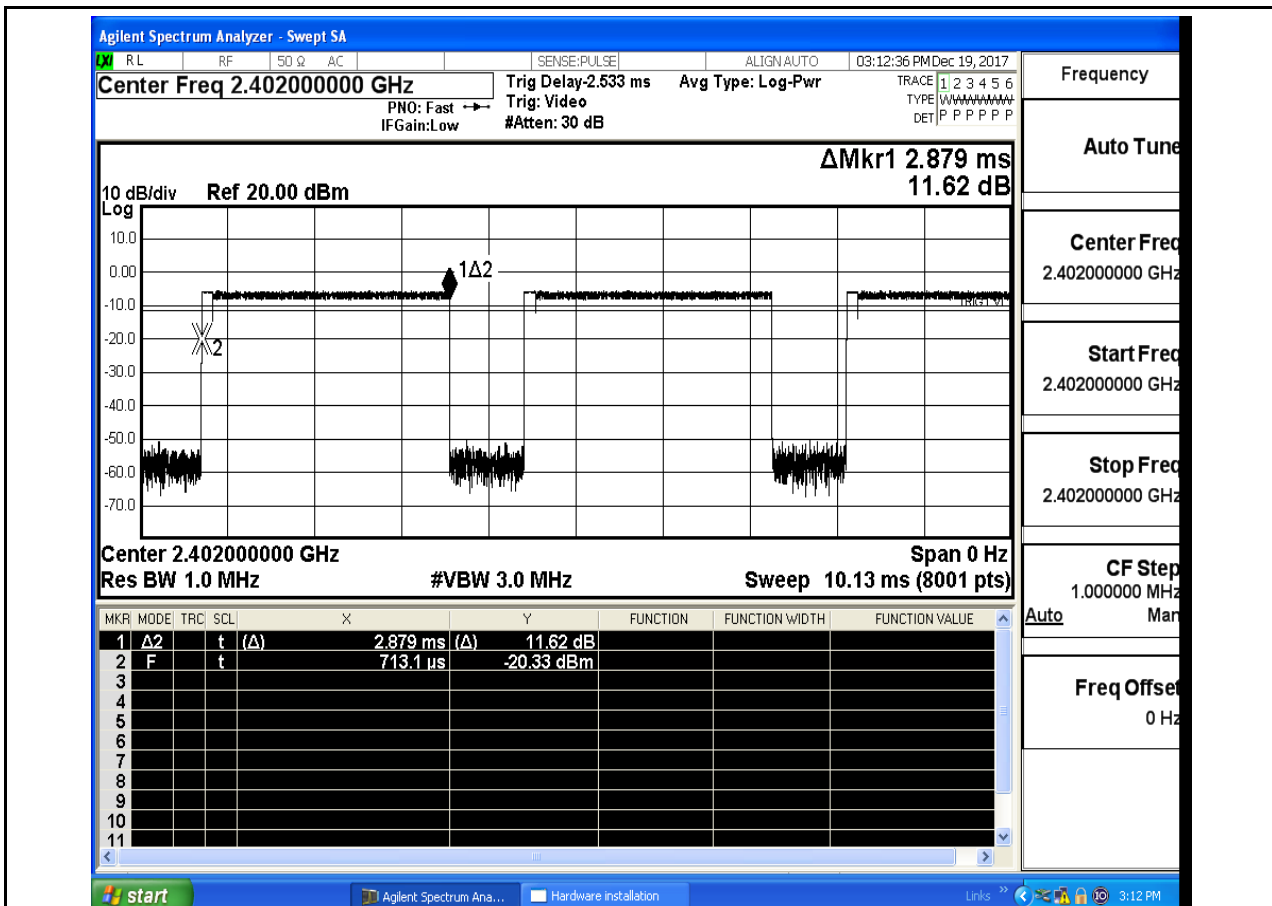 Agilent Spectrum Analyzer - Swept SA
LXI RL RF 50 Ω AC SENSE:PULSE ALIGN AUTO 03:12:36 PM Dec 19, 2017
Center Freq 2.402000000 GHz
PNO: Fast
IFGain:Low
Trig Delay-2.533 ms
Trig: Video
#Atten: 30 dB
Avg Type: Log-Pwr
TRACE 1 2 3 4 5 6
TYPE
DET P P P P P P
ΔMkr1 2.879 ms
11.62 dB
10 dB/div Ref 20.00 dBm
Log
10.0
0.00
-10.0
-20.0
-30.0
-40.0
-50.0
-60.0
-70.0
1Δ2
2
Center 2.402000000 GHz Span 0 Hz
Res BW 1.0 MHz #VBW 3.0 MHz Sweep 10.13 ms (8001 pts)
MKR MODE TRC SCL X Y FUNCTION FUNCTION WIDTH FUNCTION VALUE
1 Δ2 t (Δ) 2.879 ms (Δ) 11.62 dB
2 F t 713.1 µs -20.33 dBm
3
4
5
6
7
8
9
10
11
Frequency
Auto Tune
Center Freq
2.402000000 GHz
Start Freq
2.402000000 GHz
Stop Freq
2.402000000 GHz
CF Step
1.000000 MHz
Auto Man
Freq Offset
0 Hz
start Agilent Spectrum Ana... Hardware installation Links » 3:12 PM